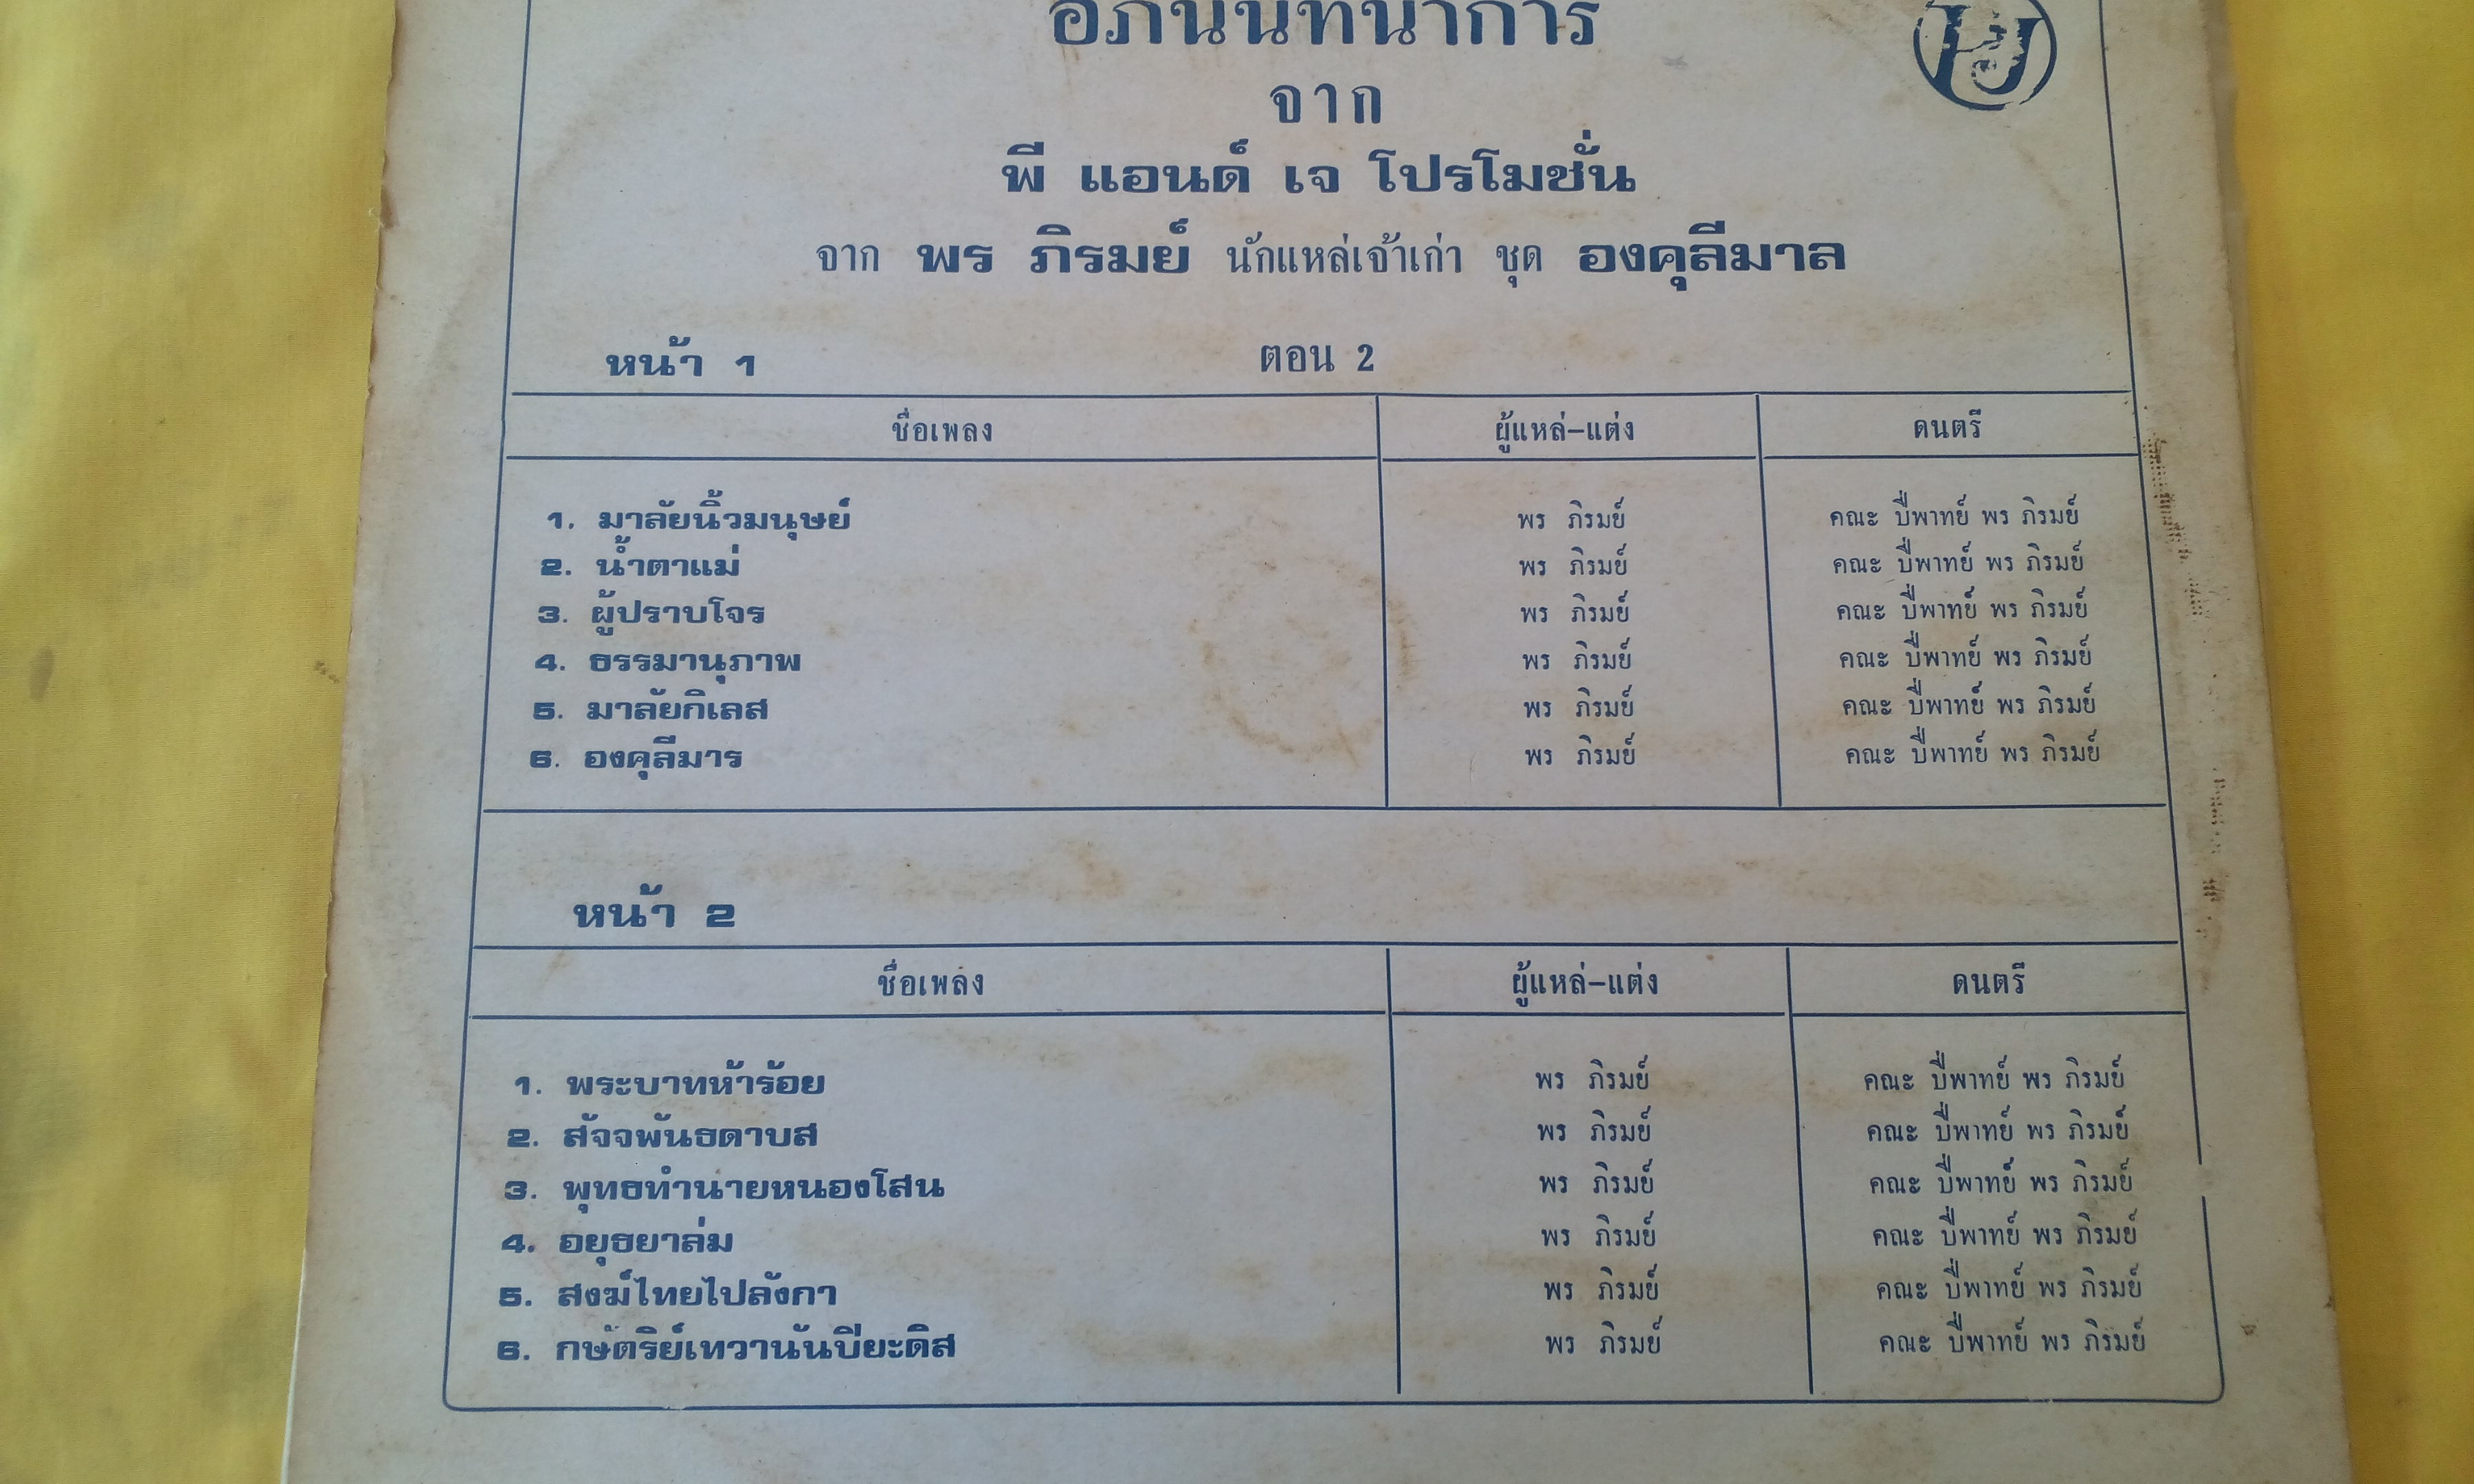 อภินันทนาการ
จาก
พี แอนด์ เจ โปรโมชั่น
จาก พร ภิรมย์ นักแหล่เจ้าเก่า ชุด องคุลีมาล
หน้า 1 ตอน 2
ชื่อเพลง ผู้แหล่-แต่ง ดนตรี
1. มาลัยนิ้วมนุษย์ พร ภิรมย์ คณะ ปี่พาทย์ พร ภิรมย์
2. น้ำตาแม่ พร ภิรมย์ คณะ ปี่พาทย์ พร ภิรมย์
3. ผู้ปราบโจร พร ภิรมย์ คณะ ปี่พาทย์ พร ภิรมย์
4. ธรรมานุภาพ พร ภิรมย์ คณะ ปี่พาทย์ พร ภิรมย์
5. มาลัยกิเลส พร ภิรมย์ คณะ ปี่พาทย์ พร ภิรมย์
6. องคุลีมาร พร ภิรมย์ คณะ ปี่พาทย์ พร ภิรมย์
หน้า 2
ชื่อเพลง ผู้แหล่-แต่ง ดนตรี
1. พระบาทห้าร้อย พร ภิรมย์ คณะ ปี่พาทย์ พร ภิรมย์
2. สัจจพันธดาบส พร ภิรมย์ คณะ ปี่พาทย์ พร ภิรมย์
3. พุทธทำนายหนองโสน พร ภิรมย์ คณะ ปี่พาทย์ พร ภิรมย์
4. อยุธยาล่ม พร ภิรมย์ คณะ ปี่พาทย์ พร ภิรมย์
5. สงฆ์ไทยไปลังกา พร ภิรมย์ คณะ ปี่พาทย์ พร ภิรมย์
6. กษัตริย์เทวานันปิยะดิส พร ภิรมย์ คณะ ปี่พาทย์ พร ภิรมย์